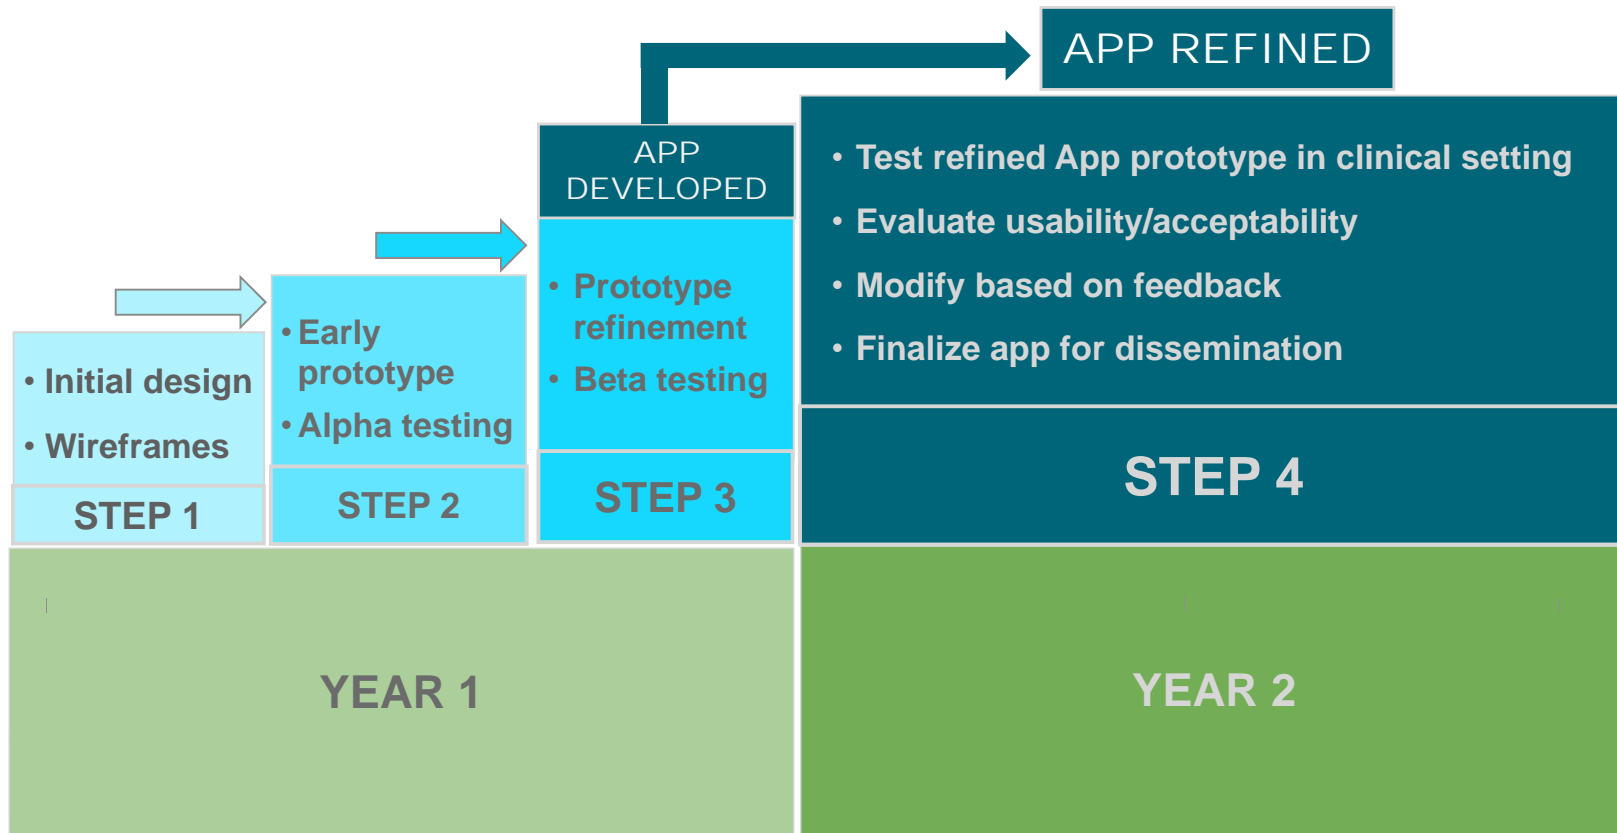 APP REFINED
APP
DEVELOPED
• Initial design
• Wireframes
STEP 1
• Early
prototype
• Alpha testing
STEP 2
• Prototype
refinement
• Beta testing
STEP 3
• Test refined App prototype in clinical setting
• Evaluate usability/acceptability
• Modify based on feedback
• Finalize app for dissemination
STEP 4
YEAR 1
YEAR 2